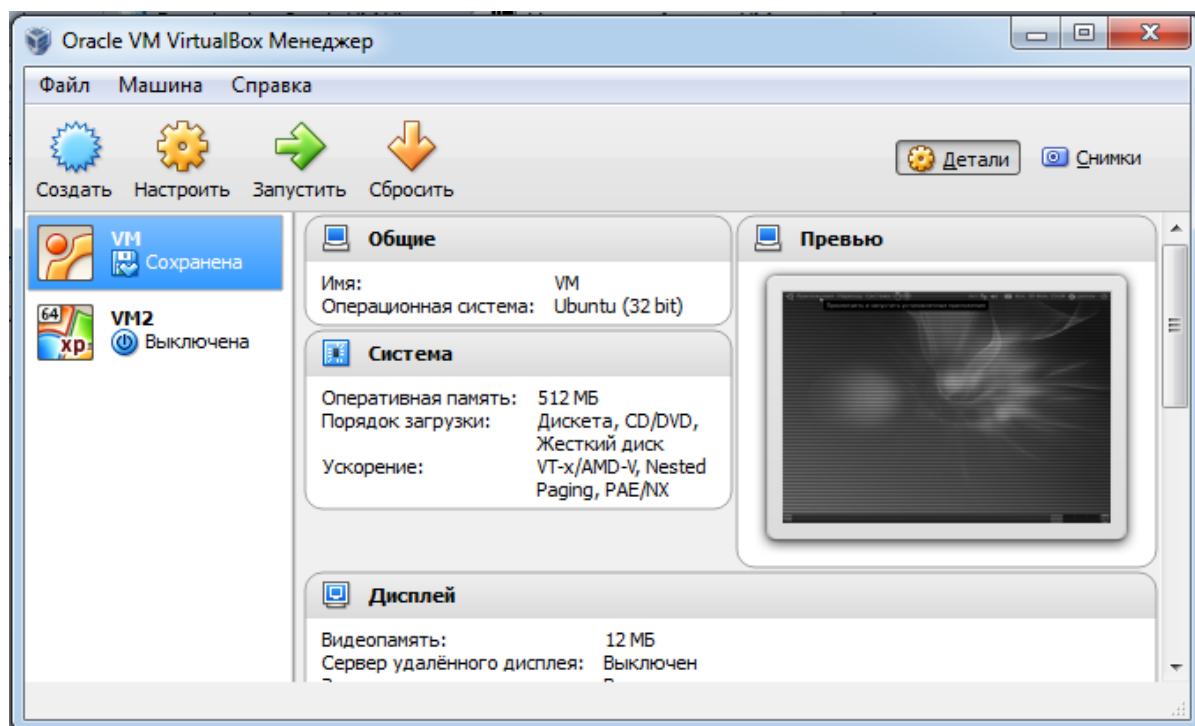 Oracle VM VirtualBox Менеджер
Файл Машина Справка
Создать Настроить Запустить Сбросить
Детали Снимки
VM
Сохранена
64
xp
VM2
Выключена
Общие
Имя: VM
Операционная система: Ubuntu (32 bit)
Система
Оперативная память: 512 МБ
Порядок загрузки: Дискета, CD/DVD,
Жесткий диск
Ускорение: VT-x/AMD-V, Nested
Paging, PAE/NX
Превью
Дисплей
Видеопамять: 12 МБ
Сервер удалённого дисплея: Выключен